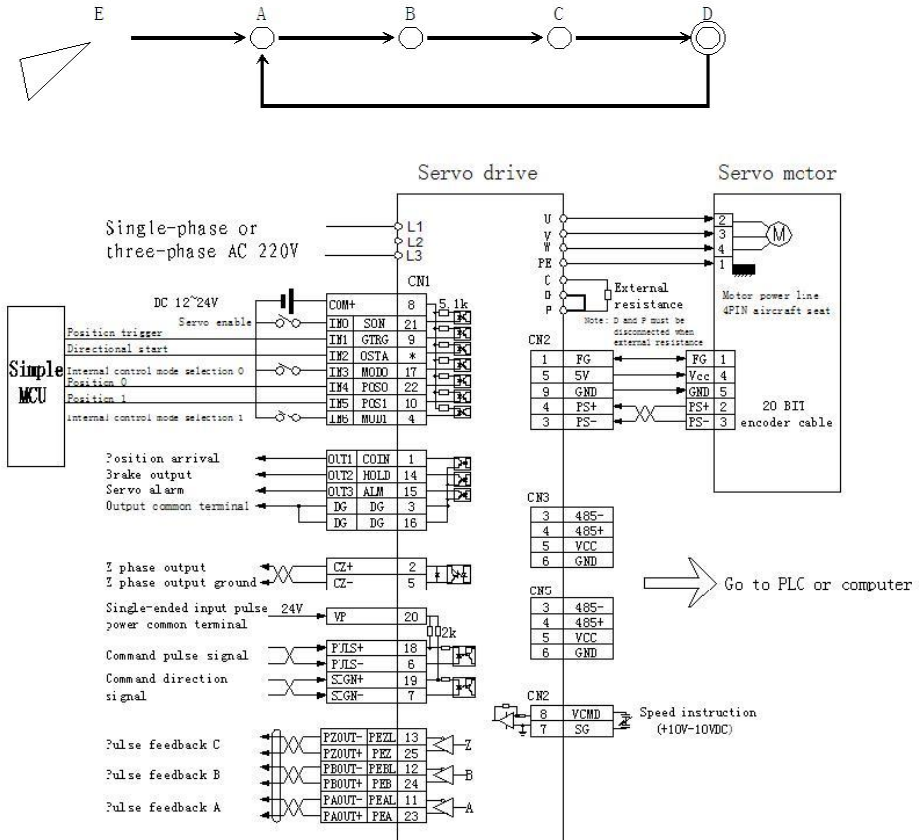 E A B C D
Servo drive
Servo mctor
Single-phase or
three-phase AC 220V
L1
L2
L3
U
V
W
PE
C
D
P
2
3
4
1
M
External
resistance
Note: D and P must be
disconnected when
external resistance
Motor power line
4PIN aircraft seat
CN1
DC 12~24V
COM+ 8 5.1k
Servo enable IN0 SON 21
Position trigger IN1 GTRG 9
Directional start IN2 OSTA *
Internal control mode selection 0 IN3 MOD0 17
Position 0 IN4 POS0 22
Position 1 IN5 POS1 10
Internal control mode selection 1 IN6 MOD1 4
Simple
MCU
CN2
1 FG FG 1
5 5V Vcc 4
9 GND GND 5
4 PS+ PS+ 2
3 PS- PS- 3
20 BIT
encoder cable
Position arrival OUT1 COIN 1
Brake output OUT2 HOLD 14
Servo alarm OUT3 ALM 15
Output common terminal DG DG 3
DG DG 16
CN3
3 485-
4 485+
5 VCC
6 GND
Z phase output CZ+ 2
Z phase output ground CZ- 5
Go to PLC or computer
CN5
3 485-
4 485+
5 VCC
6 GND
Single-ended input pulse
power common terminal
24V VP 20
2k
Command pulse signal PULS+ 18
PULS- 6
Command direction
signal
SIGN+ 19
SIGN- 7
CN2
8 VCMD
7 SG
Speed instruction
(+10V-10VDC)
Pulse feedback C PZOUT- PEZL 13 Z
PZOUT+ PEZ 25
Pulse feedback B PBOUT- PEBL 12 B
PBOUT+ PEB 24
Pulse feedback A PAOUT- PEAL 11 A
PAOUT+ PEA 23